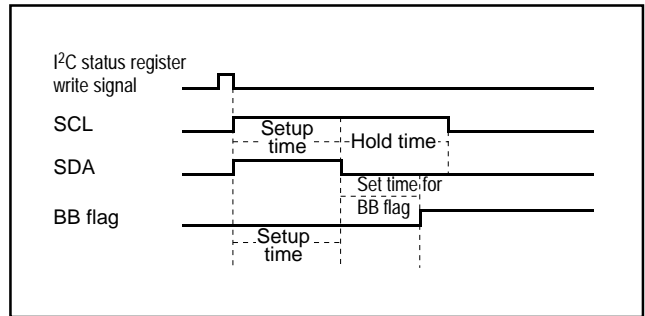 I²C status register
write signal
SCL
Setup
time
Hold time
SDA
Set time for
BB flag
BB flag
Setup
time